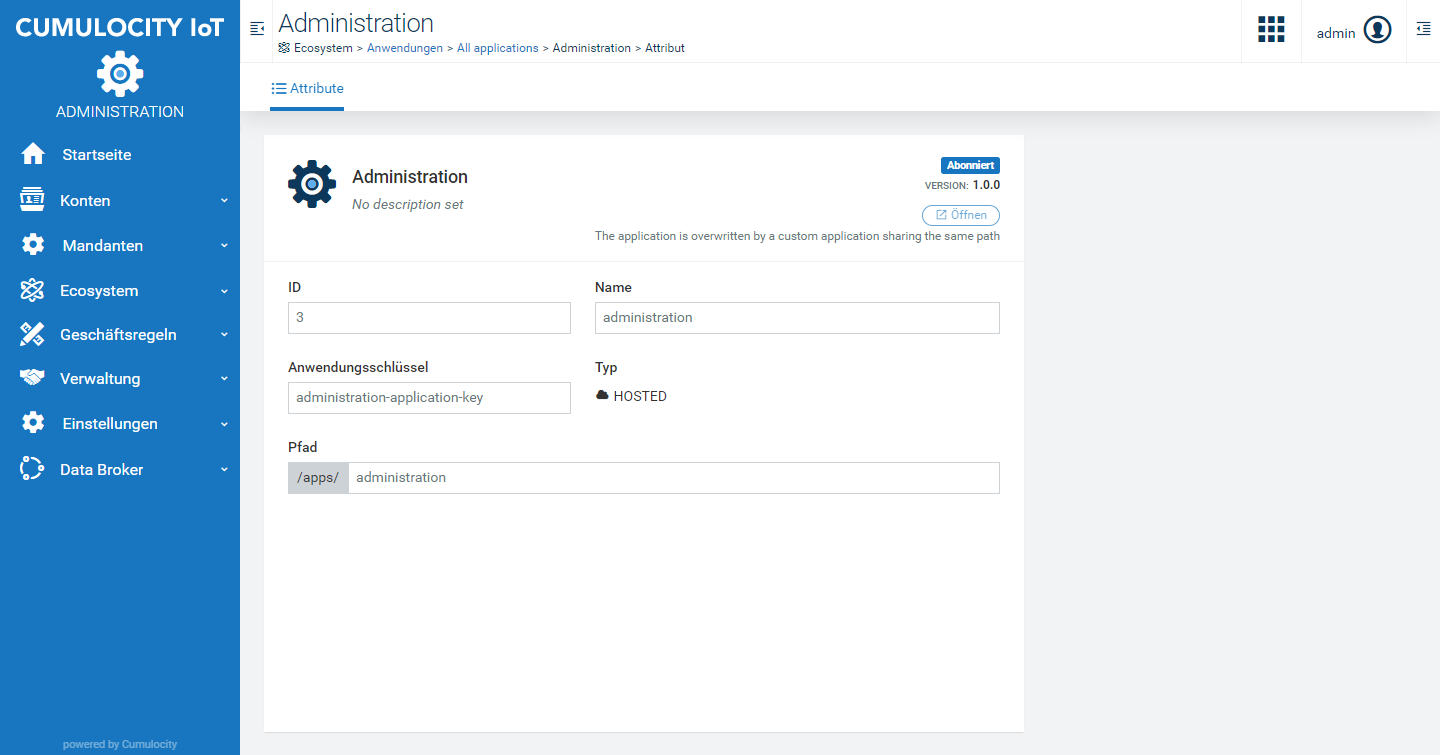 CUMULOCITY IoT
ADMINISTRATION
Startseite
Konten
Mandanten
Ecosystem
Geschäftsregeln
Verwaltung
Einstellungen
Data Broker
powered by Cumulocity
Administration
Ecosystem > Anwendungen > All applications > Administration > Attribut
admin
Attribute
Administration
No description set
Abonniert
VERSION: 1.0.0
Öffnen
The application is overwritten by a custom application sharing the same path
ID
Name
3
administration
Anwendungsschlüssel
Typ
administration-application-key
HOSTED
Pfad
/apps/ administration